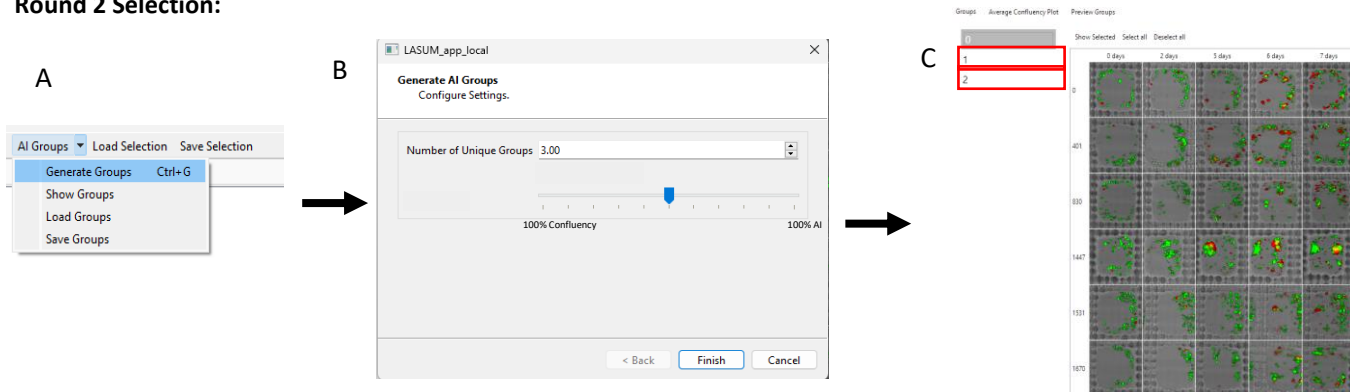 Round 2 Selection:
A
AI Groups Load Selection Save Selection
Generate Groups Ctrl+G
Show Groups
Load Groups
Save Groups
B
LASUM_app_local
Generate AI Groups
Configure Settings.
Number of Unique Groups 3.00
100% Confluency 100% AI
< Back Finish Cancel
C
Groups Average Confluency Plot Preview Groups
0
1
2
Show Selected Select all Deselect all
0 days 2 days 5 days 6 days 7 days
0
401
830
1447
1531
1670